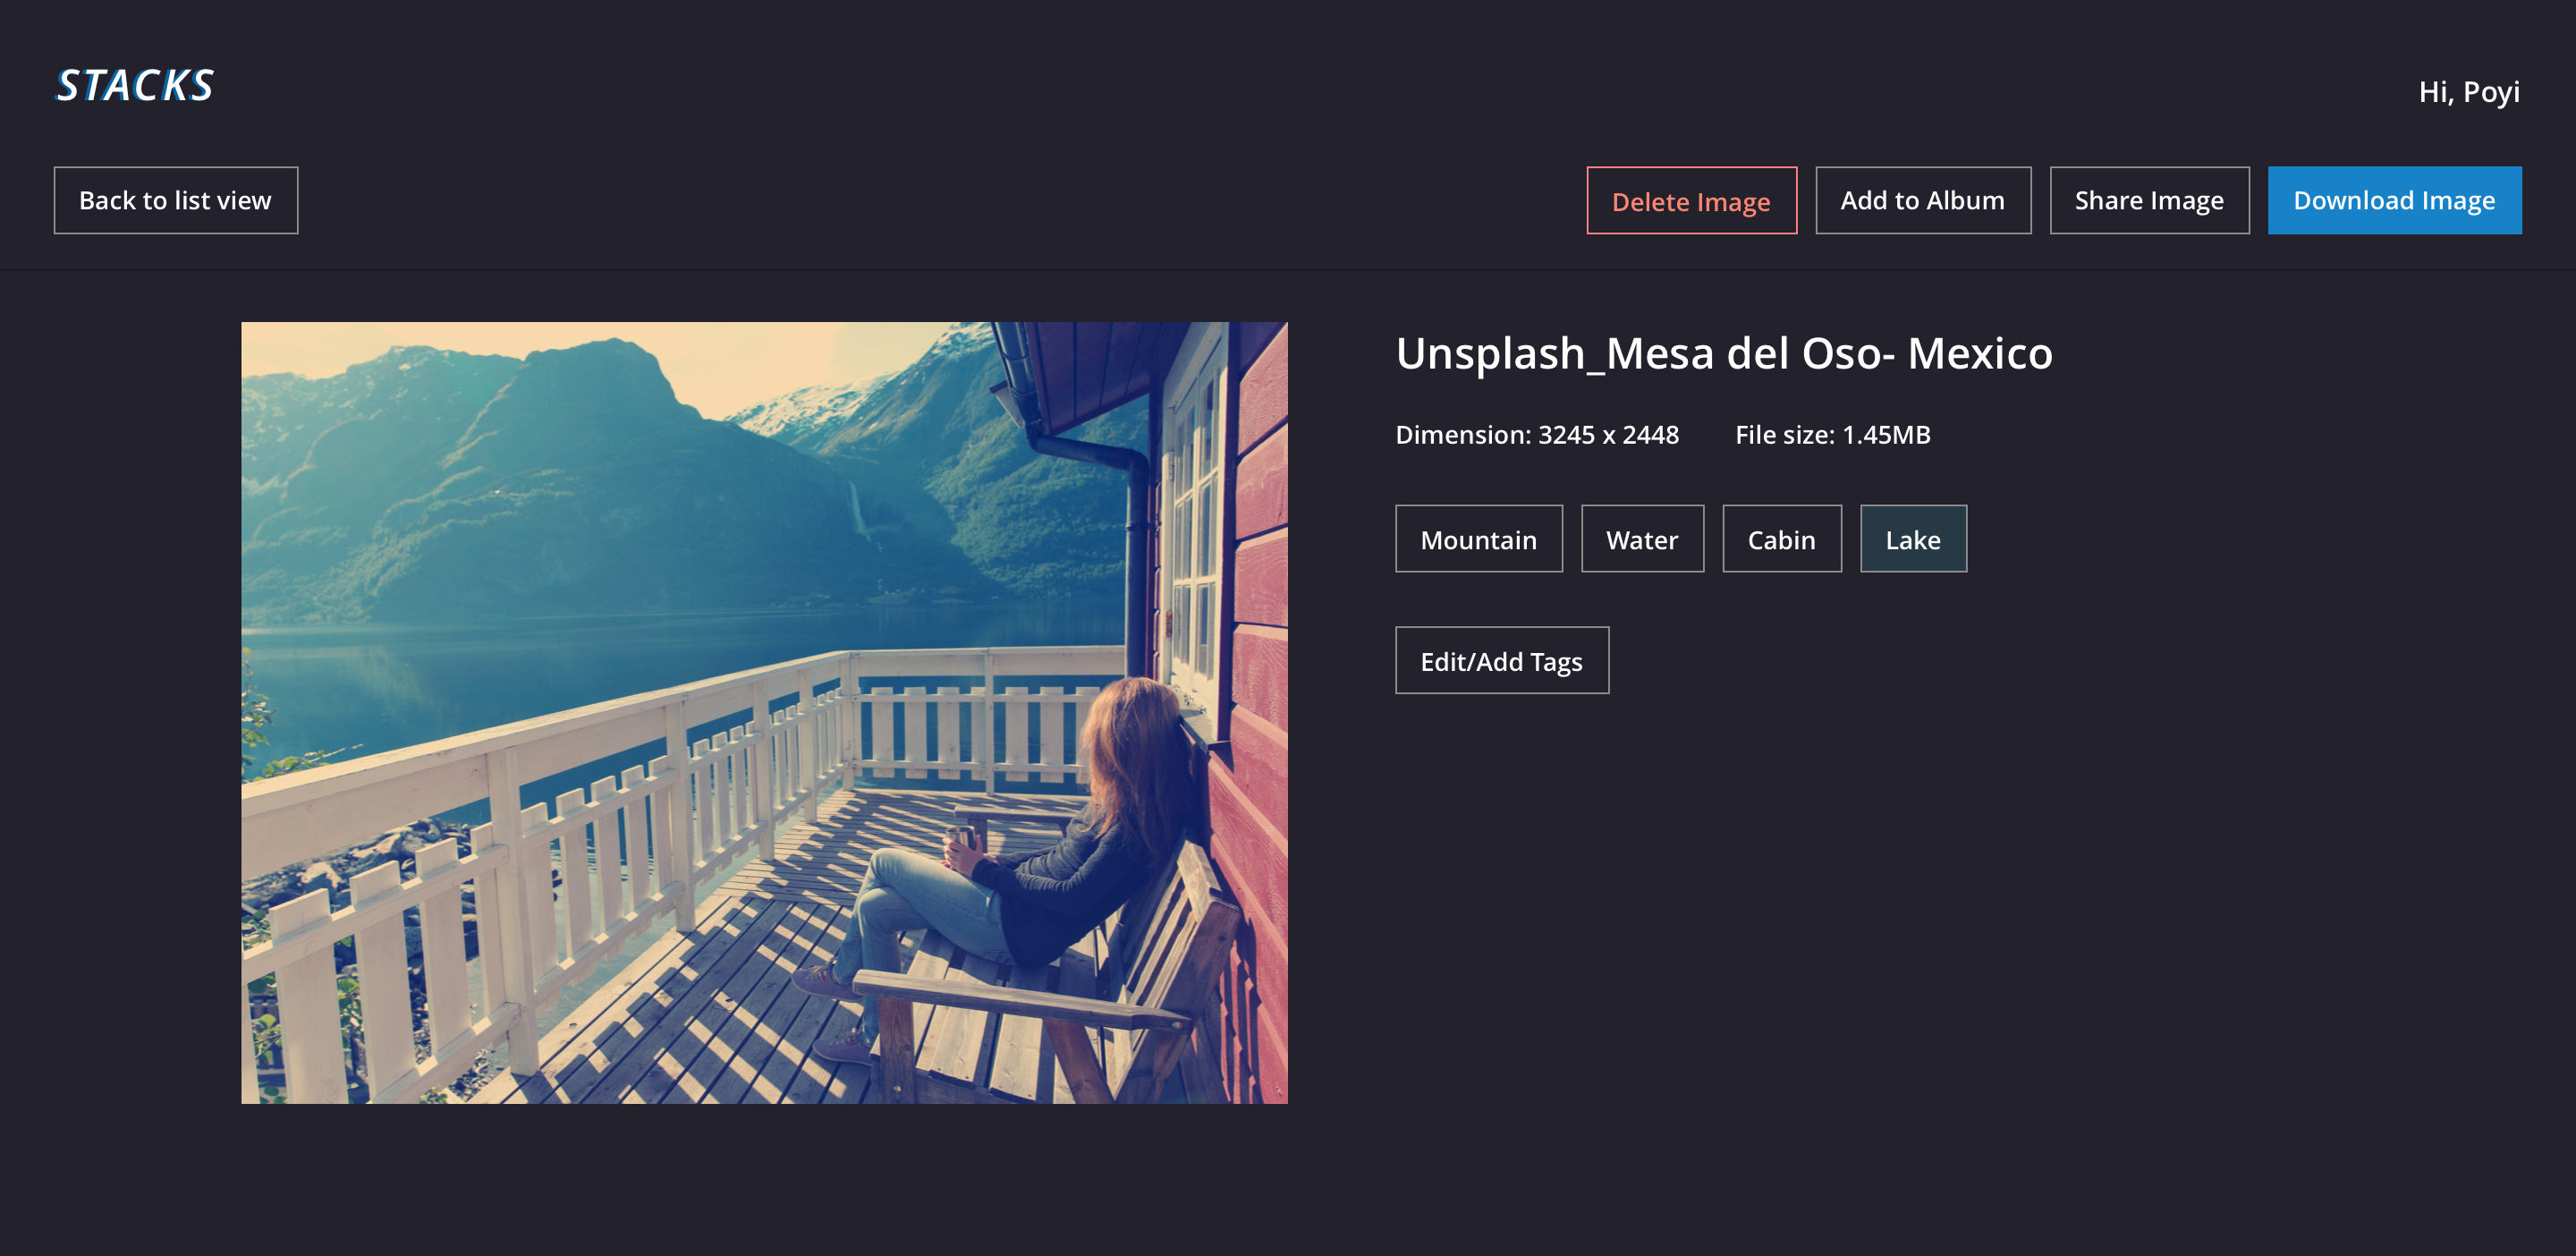 STACKS
Hi, Poyi
Back to list view
Delete Image
Add to Album
Share Image
Download Image
Unsplash_Mesa del Oso- Mexico
Dimension: 3245 x 2448
File size: 1.45MB
Mountain
Water
Cabin
Lake
Edit/Add Tags